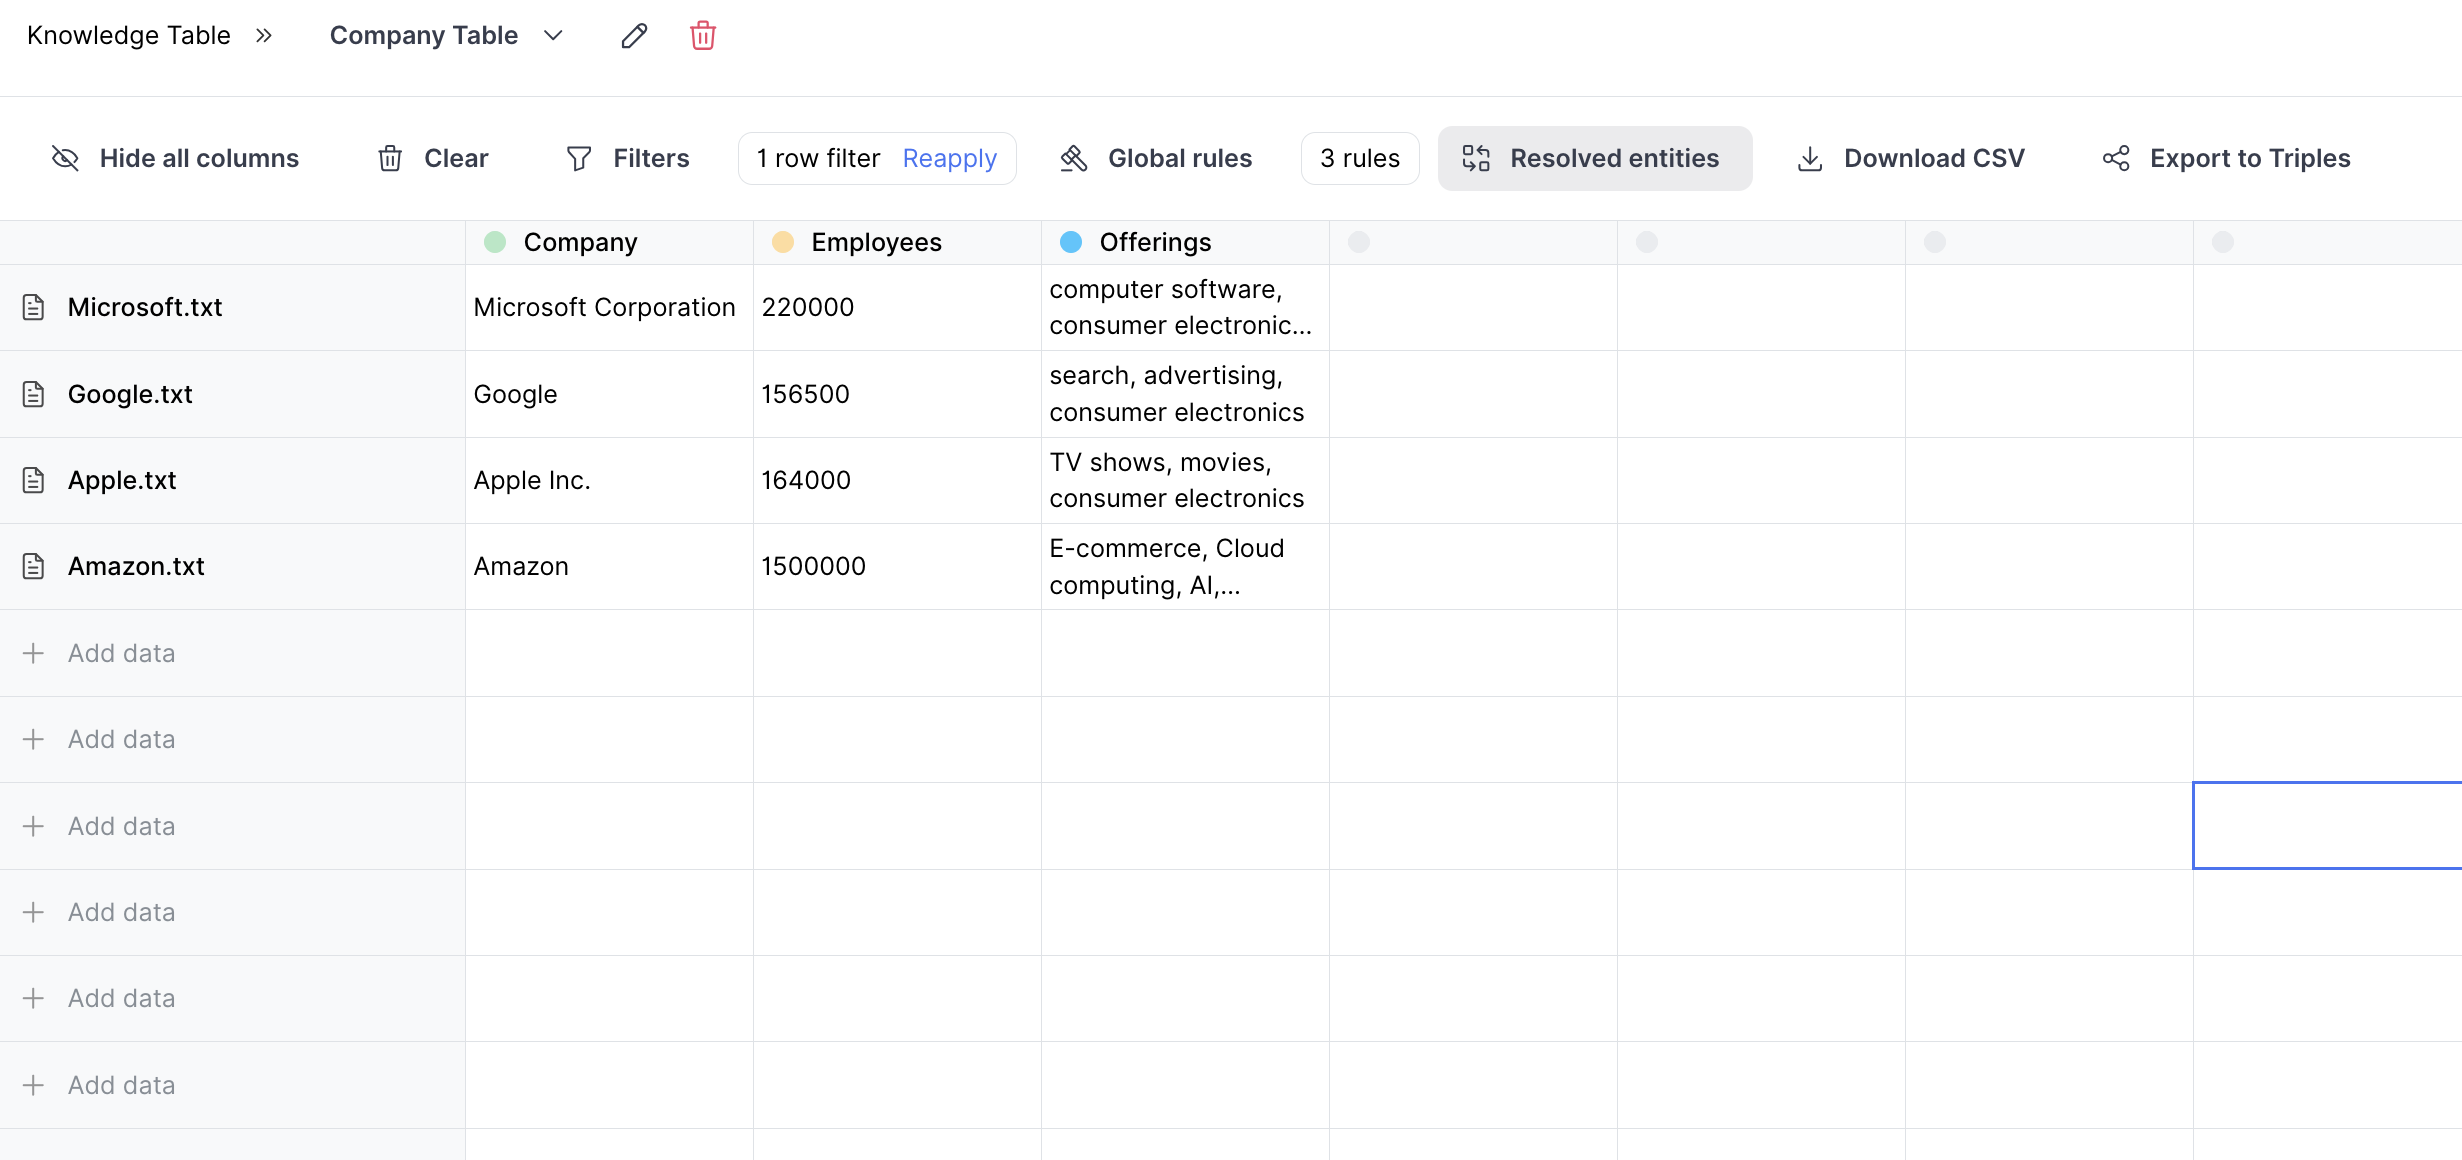 Knowledge Table » Company Table
Hide all columns Clear Filters 1 row filter Reapply Global rules 3 rules Resolved entities Download CSV Export to Triples
Company Employees Offerings
Microsoft.txt Microsoft Corporation 220000 computer software,
consumer electronic...
Google.txt Google 156500 search, advertising,
consumer electronics
Apple.txt Apple Inc. 164000 TV shows, movies,
consumer electronics
Amazon.txt Amazon 1500000 E-commerce, Cloud
computing, AI,...
Add data
Add data
Add data
Add data
Add data
Add data